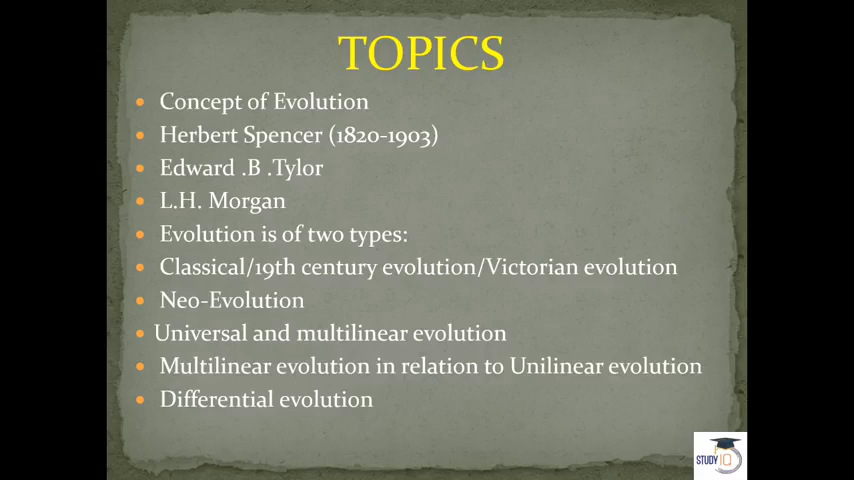 TOPICS
Concept of Evolution
Herbert Spencer (1820-1903)
Edward .B .Tylor
L.H. Morgan
Evolution is of two types:
Classical/19th century evolution/Victorian evolution
Neo-Evolution
Universal and multilinear evolution
Multilinear evolution in relation to Unilinear evolution
Differential evolution
STUDY IQ